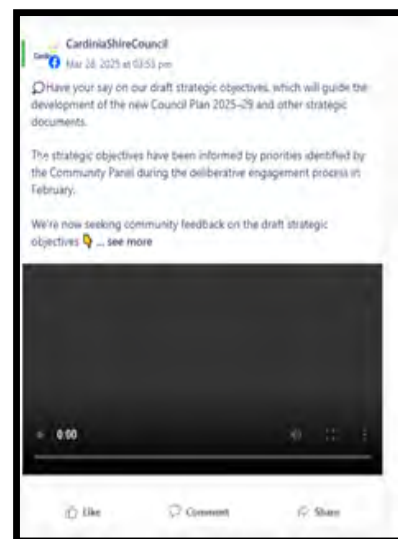 CardiniaShireCouncil
Mar 28, 2025 at 03:53 pm
💬Have your say on our draft strategic objectives, which will guide the
development of the new Council Plan 2025–29 and other strategic
documents.
The strategic objectives have been informed by priorities identified by
the Community Panel during the deliberative engagement process in
February.
We're now seeking community feedback on the draft strategic
objectives 👇 ... see more
0:00
Like
Comment
Share